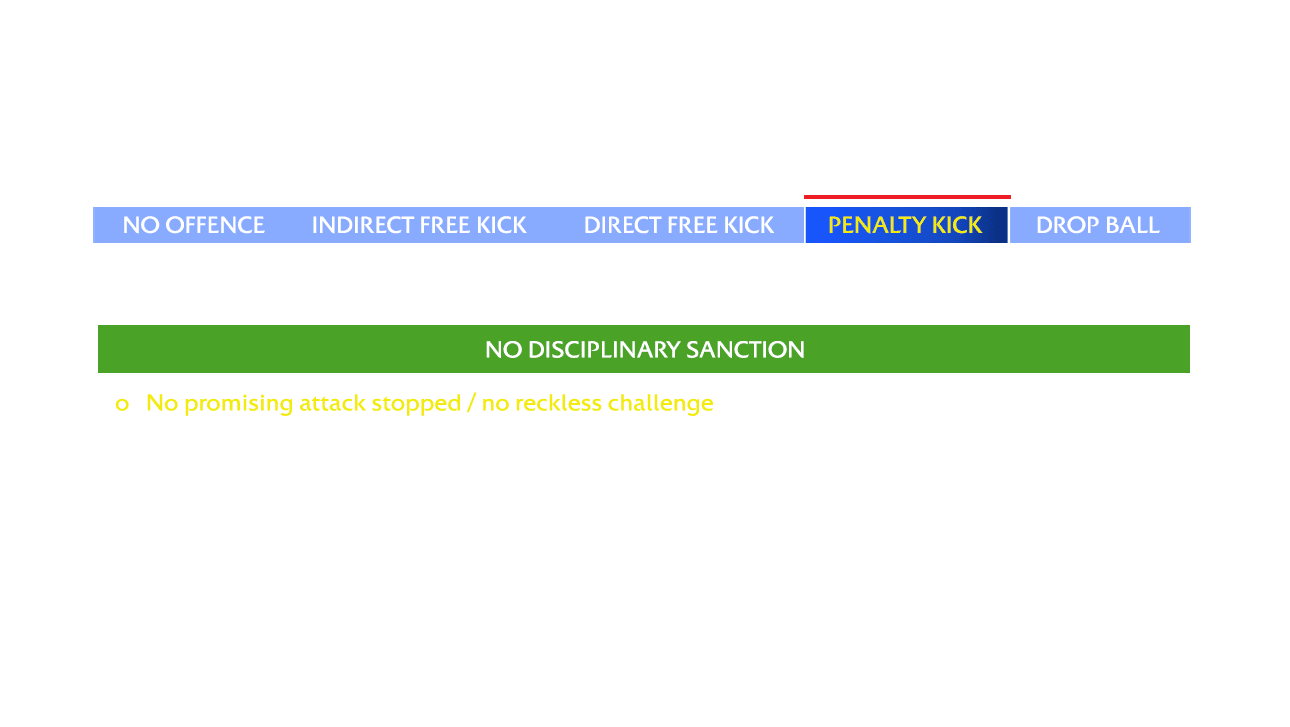 NO OFFENCE INDIRECT FREE KICK DIRECT FREE KICK PENALTY KICK DROP BALL
NO DISCIPLINARY SANCTION
o No promising attack stopped / no reckless challenge